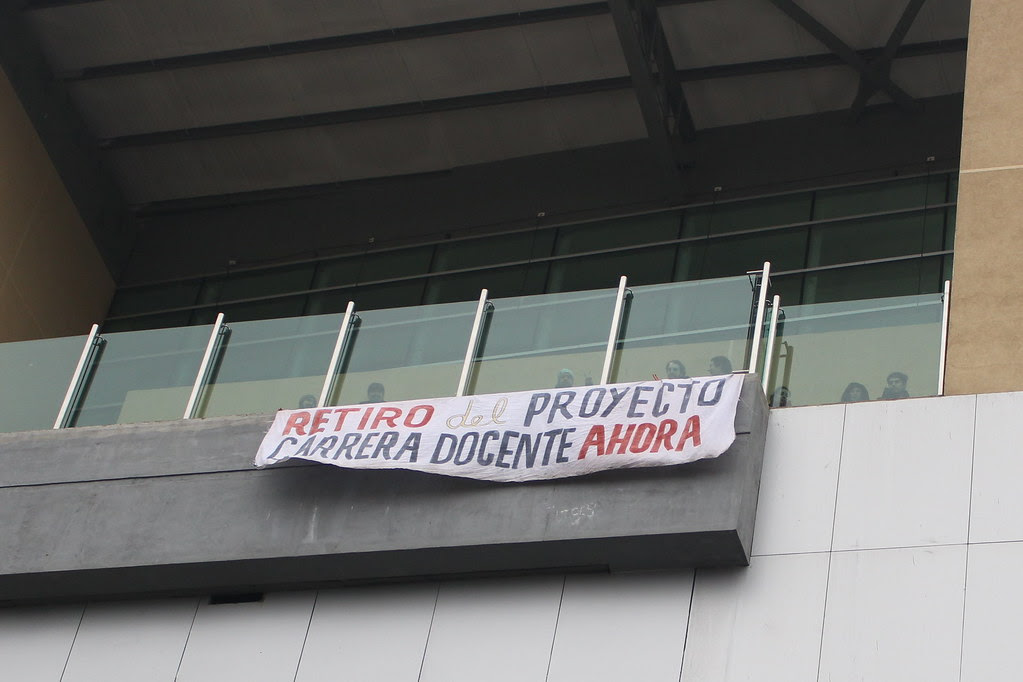 RETIRO del PROYECTO
CARRERA DOCENTE AHORA